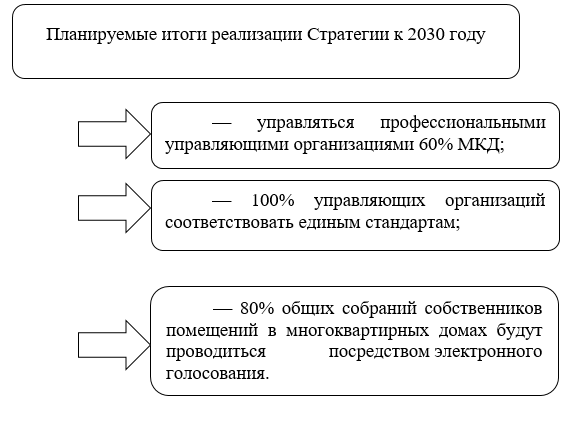 Планируемые итоги реализации Стратегии к 2030 году
— управляться профессиональными
управляющими организациями 60% МКД;
— 100% управляющих организаций
соответствовать единым стандартам;
— 80% общих собраний собственников
помещений в многоквартирных домах будут
проводиться посредством электронного
голосования.